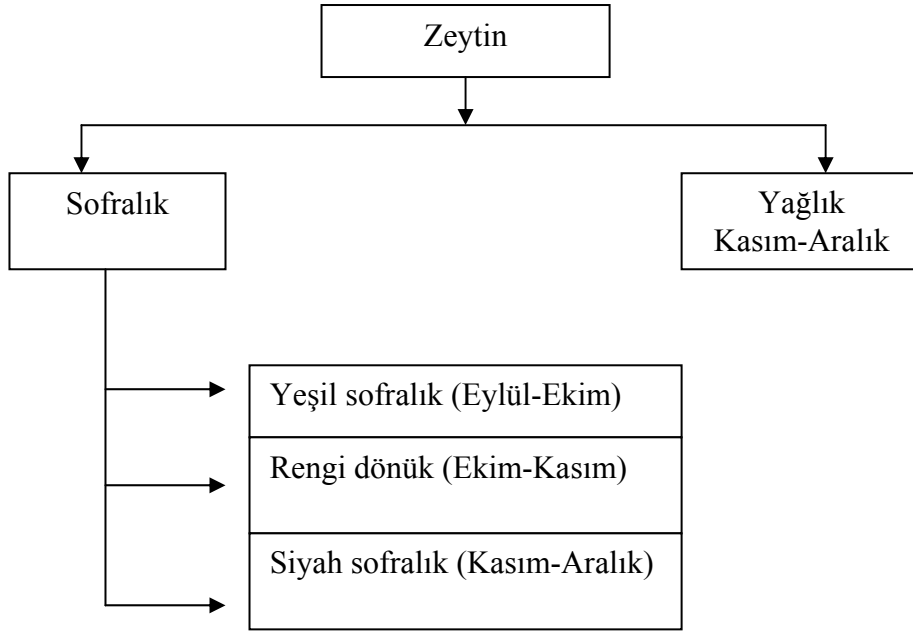 Zeytin
Sofralık
Yağlık
Kasım-Aralık
Yeşil sofralık (Eylül-Ekim)
Rengi dönük (Ekim-Kasım)
Siyah sofralık (Kasım-Aralık)